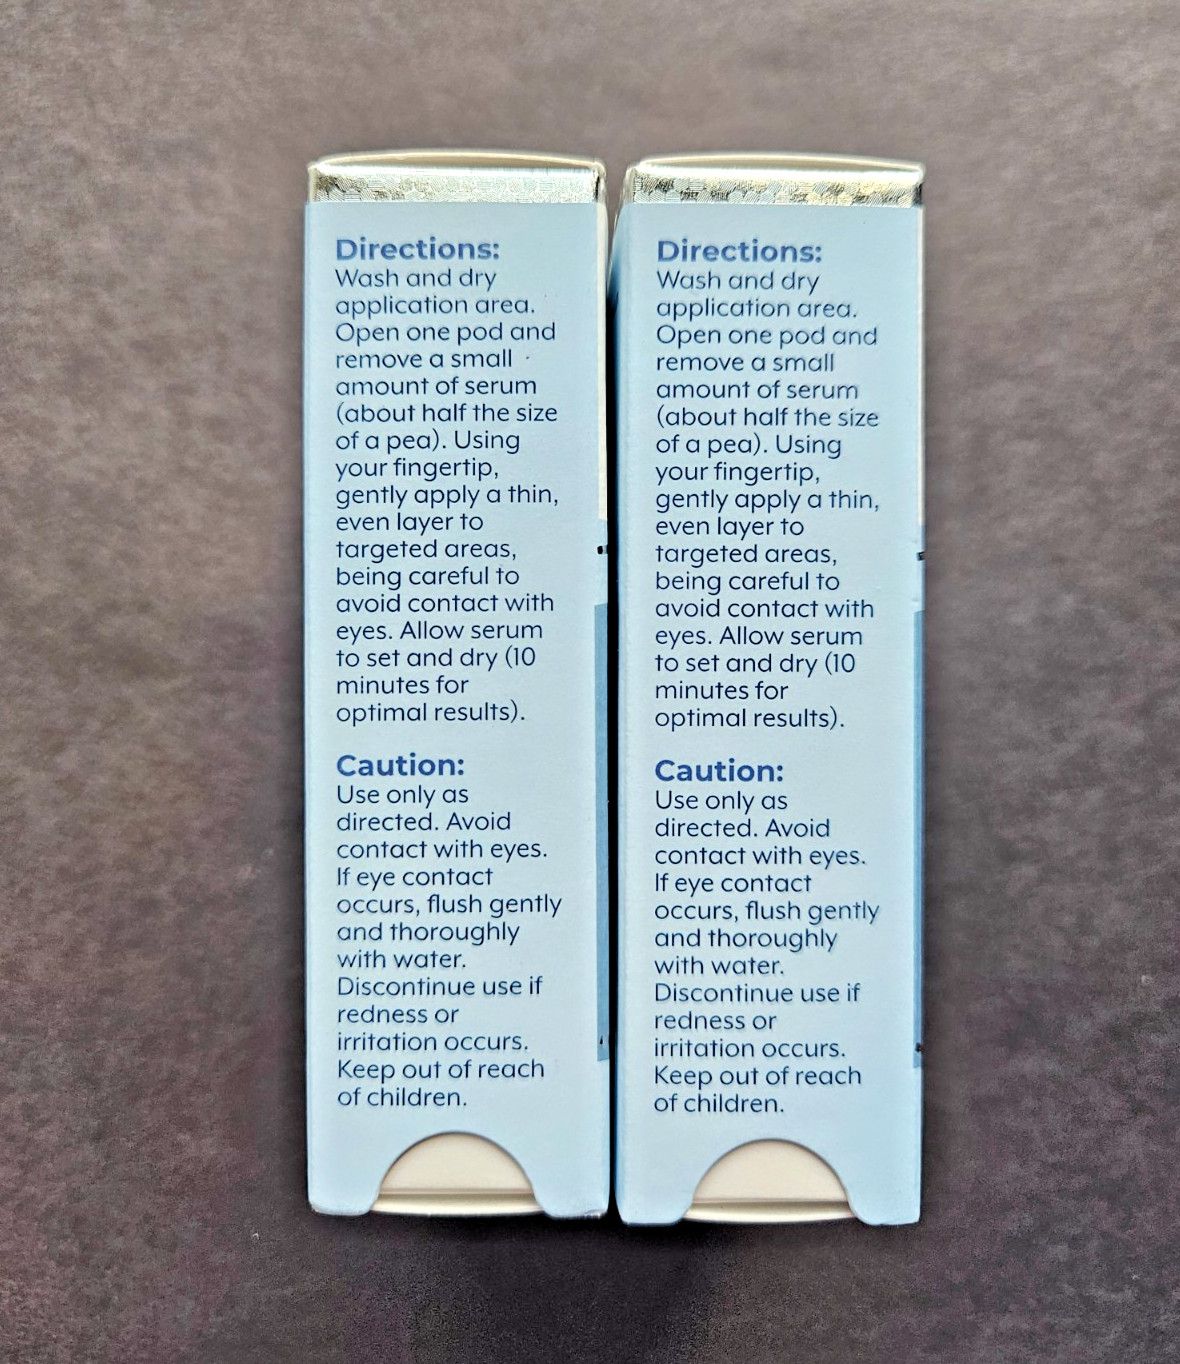 Directions:
Wash and dry
application area.
Open one pod and
remove a small
amount of serum
(about half the size
of a pea). Using
your fingertip,
gently apply a thin,
even layer to
targeted areas,
being careful to
avoid contact with
eyes. Allow serum
to set and dry (10
minutes for
optimal results).
Caution:
Use only as
directed. Avoid
contact with eyes.
If eye contact
occurs, flush gently
and thoroughly
with water.
Discontinue use if
redness or
irritation occurs.
Keep out of reach
of children.
Directions:
Wash and dry
application area.
Open one pod and
remove a small
amount of serum
(about half the size
of a pea). Using
your fingertip,
gently apply a thin,
even layer to
targeted areas,
being careful to
avoid contact with
eyes. Allow serum
to set and dry (10
minutes for
optimal results).
Caution:
Use only as
directed. Avoid
contact with eyes.
If eye contact
occurs, flush gently
and thoroughly
with water.
Discontinue use if
redness or
irritation occurs.
Keep out of reach
of children.